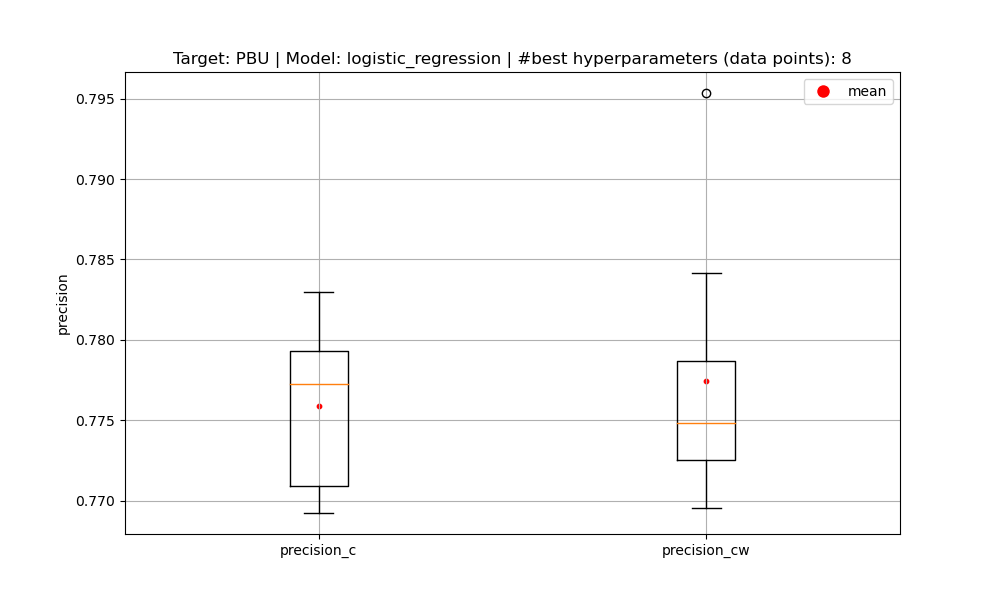 Target: PBU | Model: logistic_regression | #best hyperparameters (data points): 8
mean
0.795
0.790
0.785
0.780
0.775
0.770
precision
precision_c
precision_cw